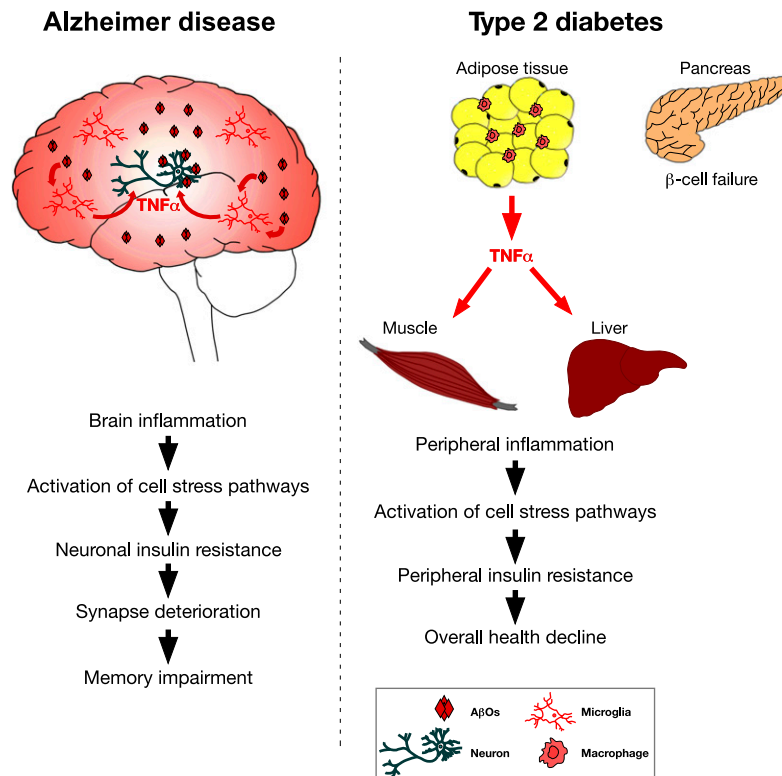 Alzheimer disease
TNFα
Brain inflammation
Activation of cell stress pathways
Neuronal insulin resistance
Synapse deterioration
Memory impairment
Type 2 diabetes
Adipose tissue
Pancreas
β-cell failure
TNFα
Muscle
Liver
Peripheral inflammation
Activation of cell stress pathways
Peripheral insulin resistance
Overall health decline
AβOs
Microglia
Neuron
Macrophage